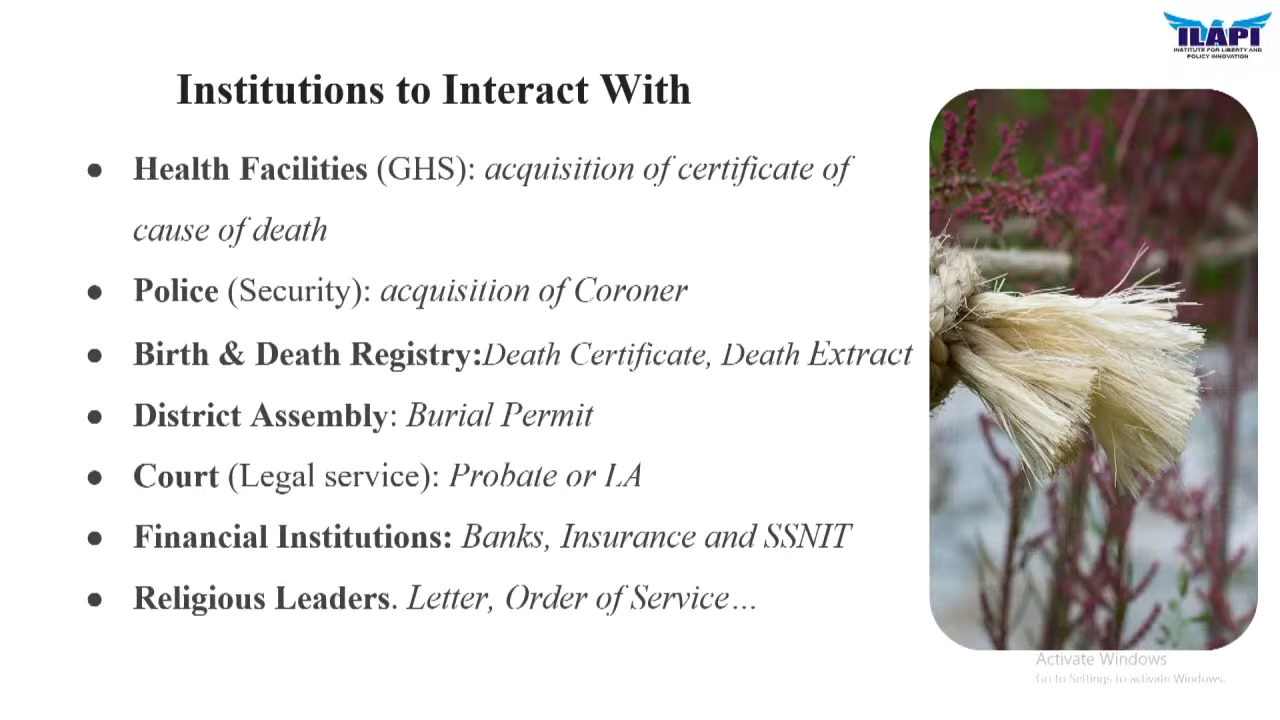 ILAPI
INSTITUTE FOR LIBERTY AND
POLICY INNOVATION
Institutions to Interact With
● Health Facilities (GHS): acquisition of certificate of
cause of death
● Police (Security): acquisition of Coroner
● Birth & Death Registry:Death Certificate, Death Extract
● District Assembly: Burial Permit
● Court (Legal service): Probate or LA
● Financial Institutions: Banks, Insurance and SSNIT
● Religious Leaders. Letter, Order of Service...
Activate Windows
Go to Settings to activate Windows.